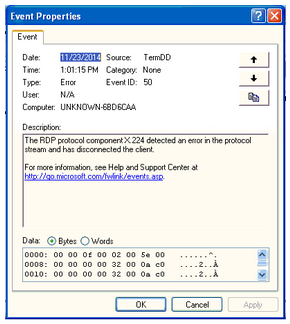 Event Properties
Event
Date: 11/23/2014 Source: TermDD
Time: 1:01:15 PM Category: None
Type: Error Event ID: 50
User: N/A
Computer: UNKNOWN-6BD6CAA
Description:
The RDP protocol component X.224 detected an error in the protocol
stream and has disconnected the client.
For more information, see Help and Support Center at
http://go.microsoft.com/fwlink/events.asp.
Data: Bytes Words
0000: 00 00 0f 00 02 00 5e 00 ......^.
0008: 00 00 00 00 32 00 0a c0 ....2..À
0010: 00 00 00 00 32 00 0a c0 ....2..À
OK Cancel Apply